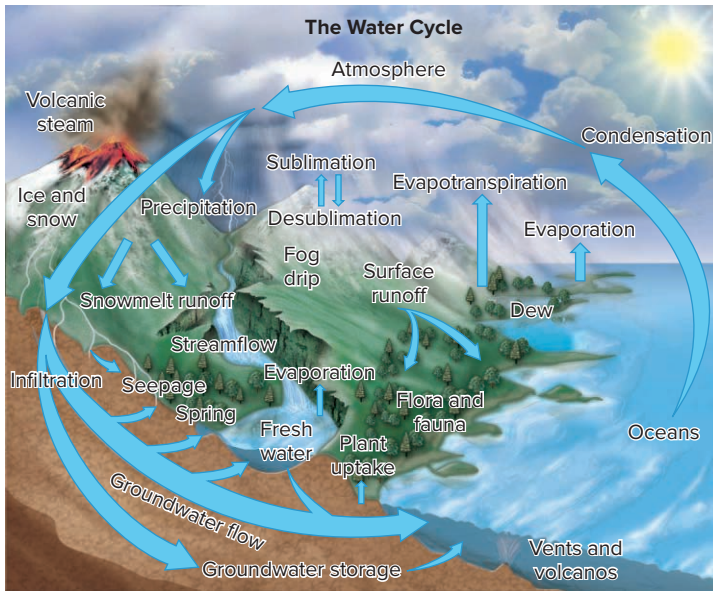 The Water Cycle
Atmosphere
Volcanic
steam
Condensation
Sublimation
Evapotranspiration
Ice and
snow
Precipitation
Desublimation
Evaporation
Fog
drip
Surface
runoff
Snowmelt runoff
Dew
Streamflow
Infiltration
Seepage
Evaporation
Spring
Flora and
fauna
Fresh
water
Plant
uptake
Oceans
Groundwater flow
Vents and
volcanos
Groundwater storage